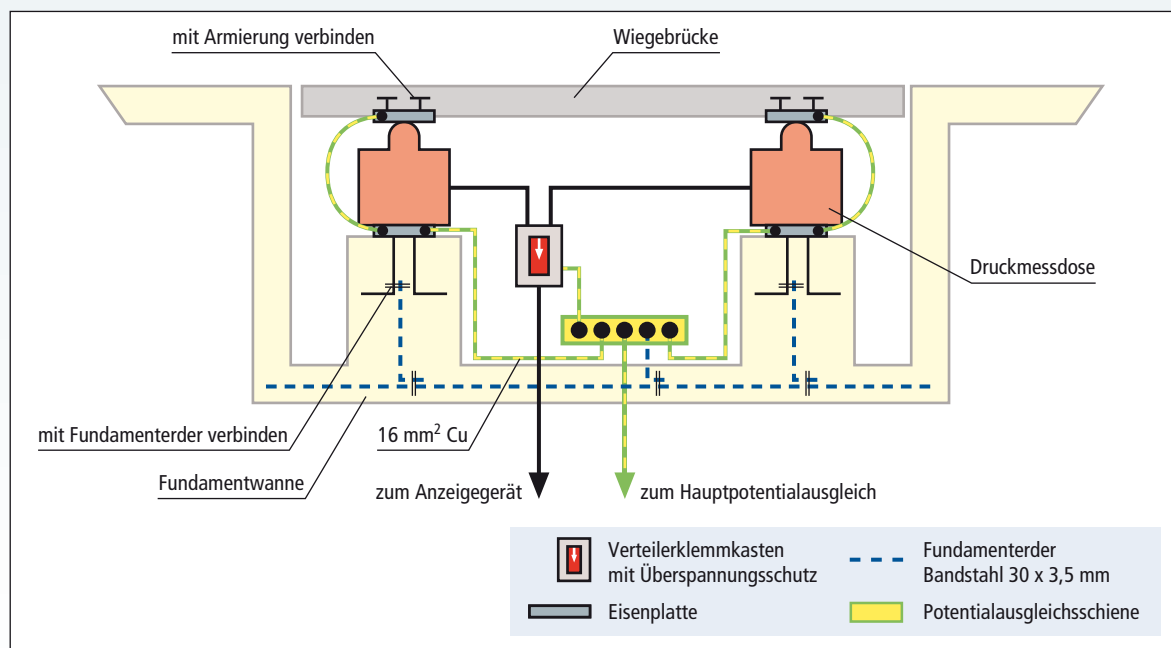 mit Armierung verbinden
Wiegebrücke
Druckmessdose
mit Fundamenterder verbinden
16 mm² Cu
Fundamentwanne
zum Anzeigegerät
zum Hauptpotentialausgleich
Verteilerklemmkasten
mit Überspannungsschutz
Fundamenterder
Bandstahl 30 x 3,5 mm
Eisenplatte
Potentialausgleichsschiene